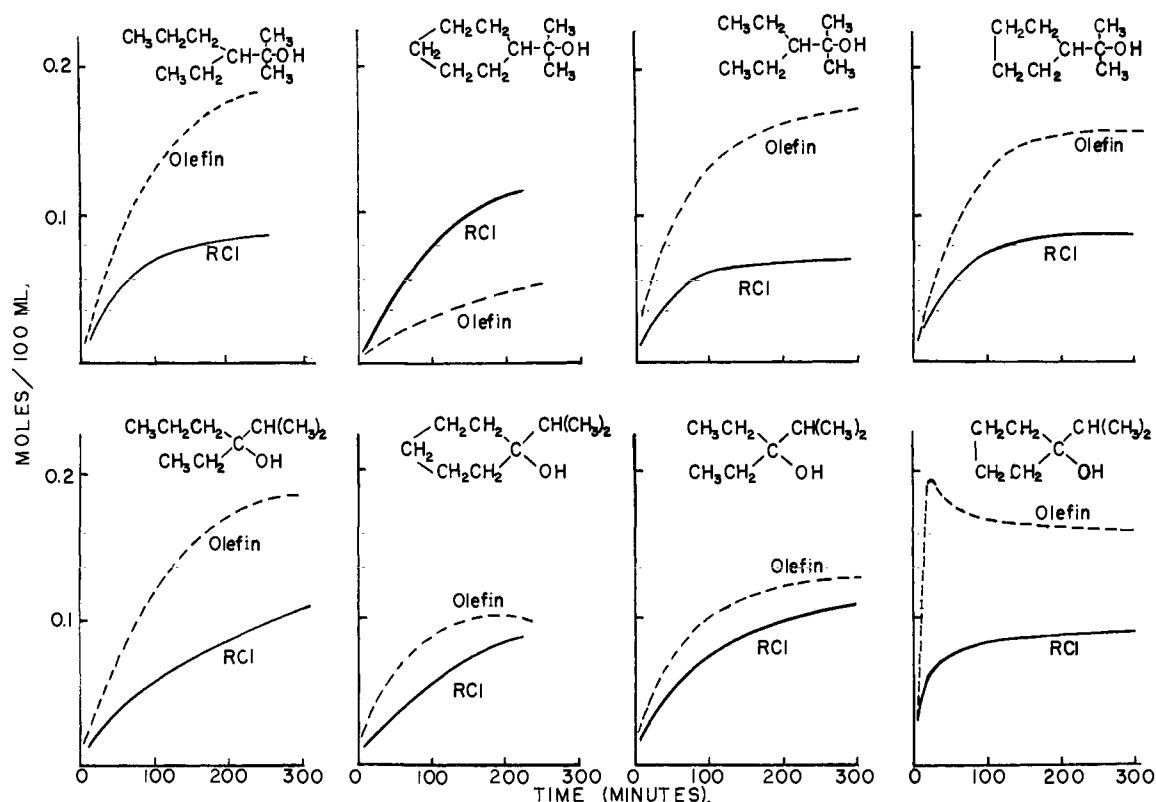 CH₃CH₂CH₂
CH₃CH₂
CH-C-OH
CH₃
CH₃
CH₂CH₂
CH₂
CH₂CH₂
CH-C-OH
CH₃
CH₃
CH₃CH₂
CH₃CH₂
CH-C-OH
CH₃
CH₃
CH₂CH₂
CH₂CH₂
CH-C-OH
CH₃
CH₃
0.2
0.1
Olefin
RCl
RCl
Olefin
Olefin
RCl
Olefin
RCl
MOLES/100 ML.
CH₃CH₂CH₂
CH₃CH₂
C
CH(CH₃)₂
OH
CH₂CH₂
CH₂
CH₂CH₂
C
CH(CH₃)₂
OH
CH₃CH₂
CH₃CH₂
C
CH(CH₃)₂
OH
CH₂CH₂
CH₂CH₂
C
CH(CH₃)₂
OH
0.2
0.1
Olefin
RCl
Olefin
RCl
Olefin
RCl
Olefin
RCl
0 100 200 300
0 100 200 300
0 100 200 300
0 100 200 300
TIME (MINUTES).